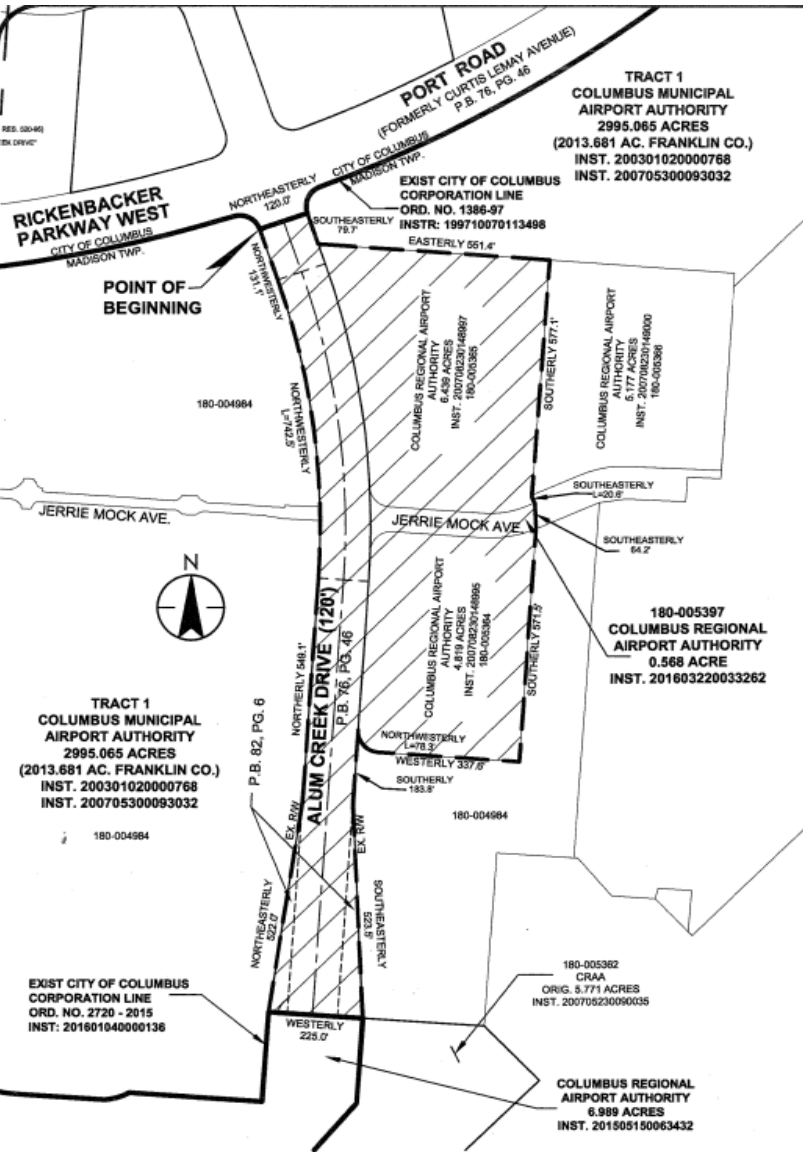 PORT ROAD
(FORMERLY CURTIS LEMAY AVENUE)
P.B. 76, PG. 46
TRACT 1
COLUMBUS MUNICIPAL
AIRPORT AUTHORITY
2995.065 ACRES
(2013.681 AC. FRANKLIN CO.)
INST. 200301020000768
INST. 200705300093032
CITY OF COLUMBUS
MADISON TWP.
RICKENBACKER
PARKWAY WEST
CITY OF COLUMBUS
MADISON TWP.
NORTHEASTERLY
120.0'
EXIST CITY OF COLUMBUS
CORPORATION LINE
ORD. NO. 1386-97
INSTR: 199710070113498
SOUTHEASTERLY
79.7'
EASTERLY 551.4'
POINT OF
BEGINNING
NORTHWESTERLY
131.1'
COLUMBUS REGIONAL AIRPORT
AUTHORITY
6.439 ACRES
INST. 200708230148997
180-005365
SOUTHERLY 577.1'
COLUMBUS REGIONAL AIRPORT
AUTHORITY
5.177 ACRES
INST. 200708230149000
180-005366
180-004984
NORTHWESTERLY
L=742.5'
SOUTHEASTERLY
L=20.6'
JERRIE MOCK AVE.
JERRIE MOCK AVE.
SOUTHEASTERLY
64.2'
N
COLUMBUS REGIONAL AIRPORT
AUTHORITY
4.819 ACRES
INST. 200708230148995
180-005364
SOUTHERLY 571.5'
180-005397
COLUMBUS REGIONAL
AIRPORT AUTHORITY
0.568 ACRE
INST. 201603220033262
NORTHERLY 549.1'
ALUM CREEK DRIVE (120')
P.B. 76, PG. 46
P.B. 82, PG. 6
TRACT 1
COLUMBUS MUNICIPAL
AIRPORT AUTHORITY
2995.065 ACRES
(2013.681 AC. FRANKLIN CO.)
INST. 200301020000768
INST. 200705300093032
180-004984
NORTHWESTERLY
L=78.3'
WESTERLY 337.6'
SOUTHERLY
183.8'
180-004984
EX. R/W
EX. R/W
NORTHEASTERLY
522.0'
SOUTHEASTERLY
523.5'
EXIST CITY OF COLUMBUS
CORPORATION LINE
ORD. NO. 2720 - 2015
INST: 201601040000136
WESTERLY
225.0'
180-005362
CRAA
ORIG. 5.771 ACRES
INST. 200705230090035
COLUMBUS REGIONAL
AIRPORT AUTHORITY
6.989 ACRES
INST. 201505150063432